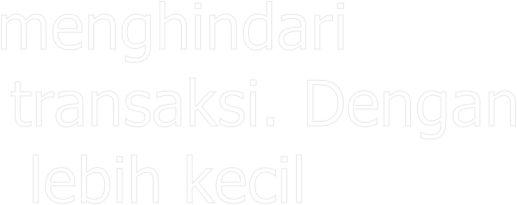 menghindari
transaksi. Dengan
lebih kecil